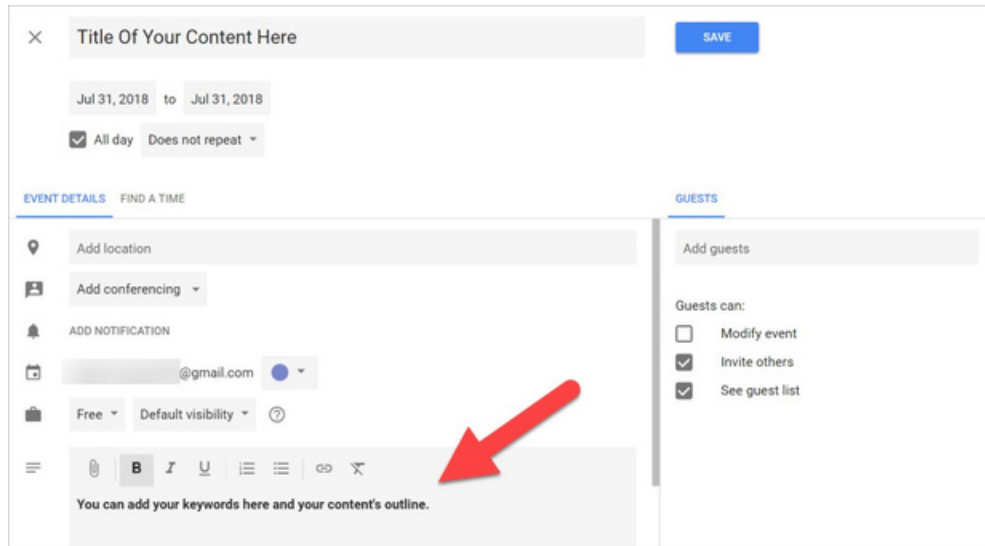 Title Of Your Content Here
SAVE
Jul 31, 2018 to Jul 31, 2018
All day Does not repeat
EVENT DETAILS FIND A TIME
GUESTS
Add location
Add guests
Add conferencing
Guests can:
ADD NOTIFICATION
Modify event
@gmail.com
Invite others
See guest list
Free Default visibility
B I U
You can add your keywords here and your content's outline.